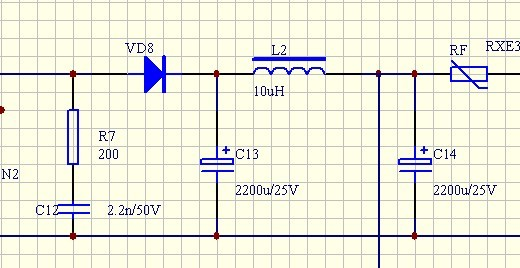 VD8
L2
RF
RXE3
10uH
R7
200
C13
C14
N2
2200u/25V
2200u/25V
C12
2.2n/50V